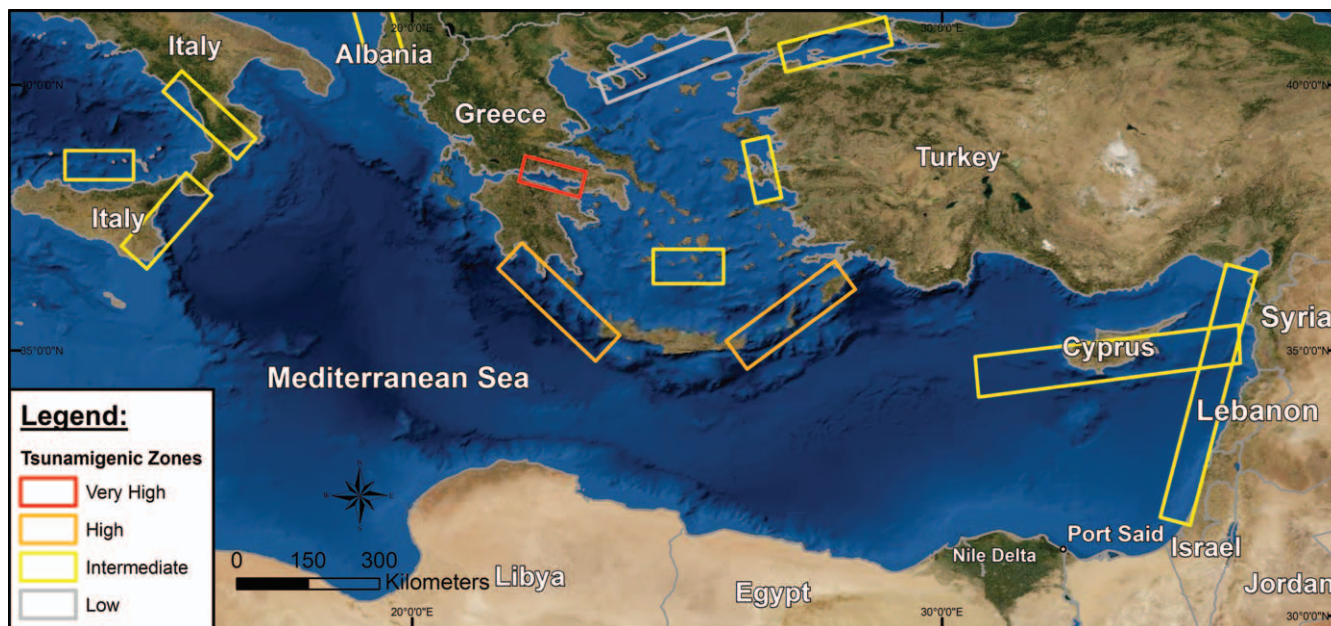 20°0'0"E
30°0'0"E
Italy
Albania
40°0'0"N
40°0'0"N
Greece
Turkey
Italy
Syria
35°0'0"N
Cyprus
35°0'0"N
Mediterranean Sea
Lebanon
Legend:
Tsunamigenic Zones
Very High
High
Intermediate
Low
N
W
E
S
0 150 300
Kilometers
Port Said
Nile Delta
Israel
Libya
Egypt
Jordan
20°0'0"E
30°0'0"E
30°0'0"N